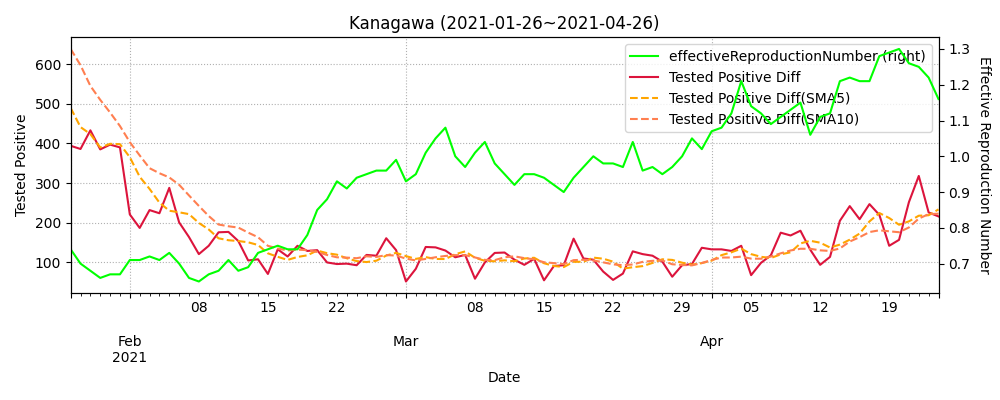 Kanagawa (2021-01-26~2021-04-26)
effectiveReproductionNumber (right)
Tested Positive Diff
Tested Positive Diff(SMA5)
Tested Positive Diff(SMA10)
Tested Positive
600
500
400
300
200
100
1.3
1.2
1.1
1.0
0.9
0.8
0.7
Effective Reproduction Number
08 15 22 08 15 22 29 05 12 19
Feb Mar Apr
2021
Date